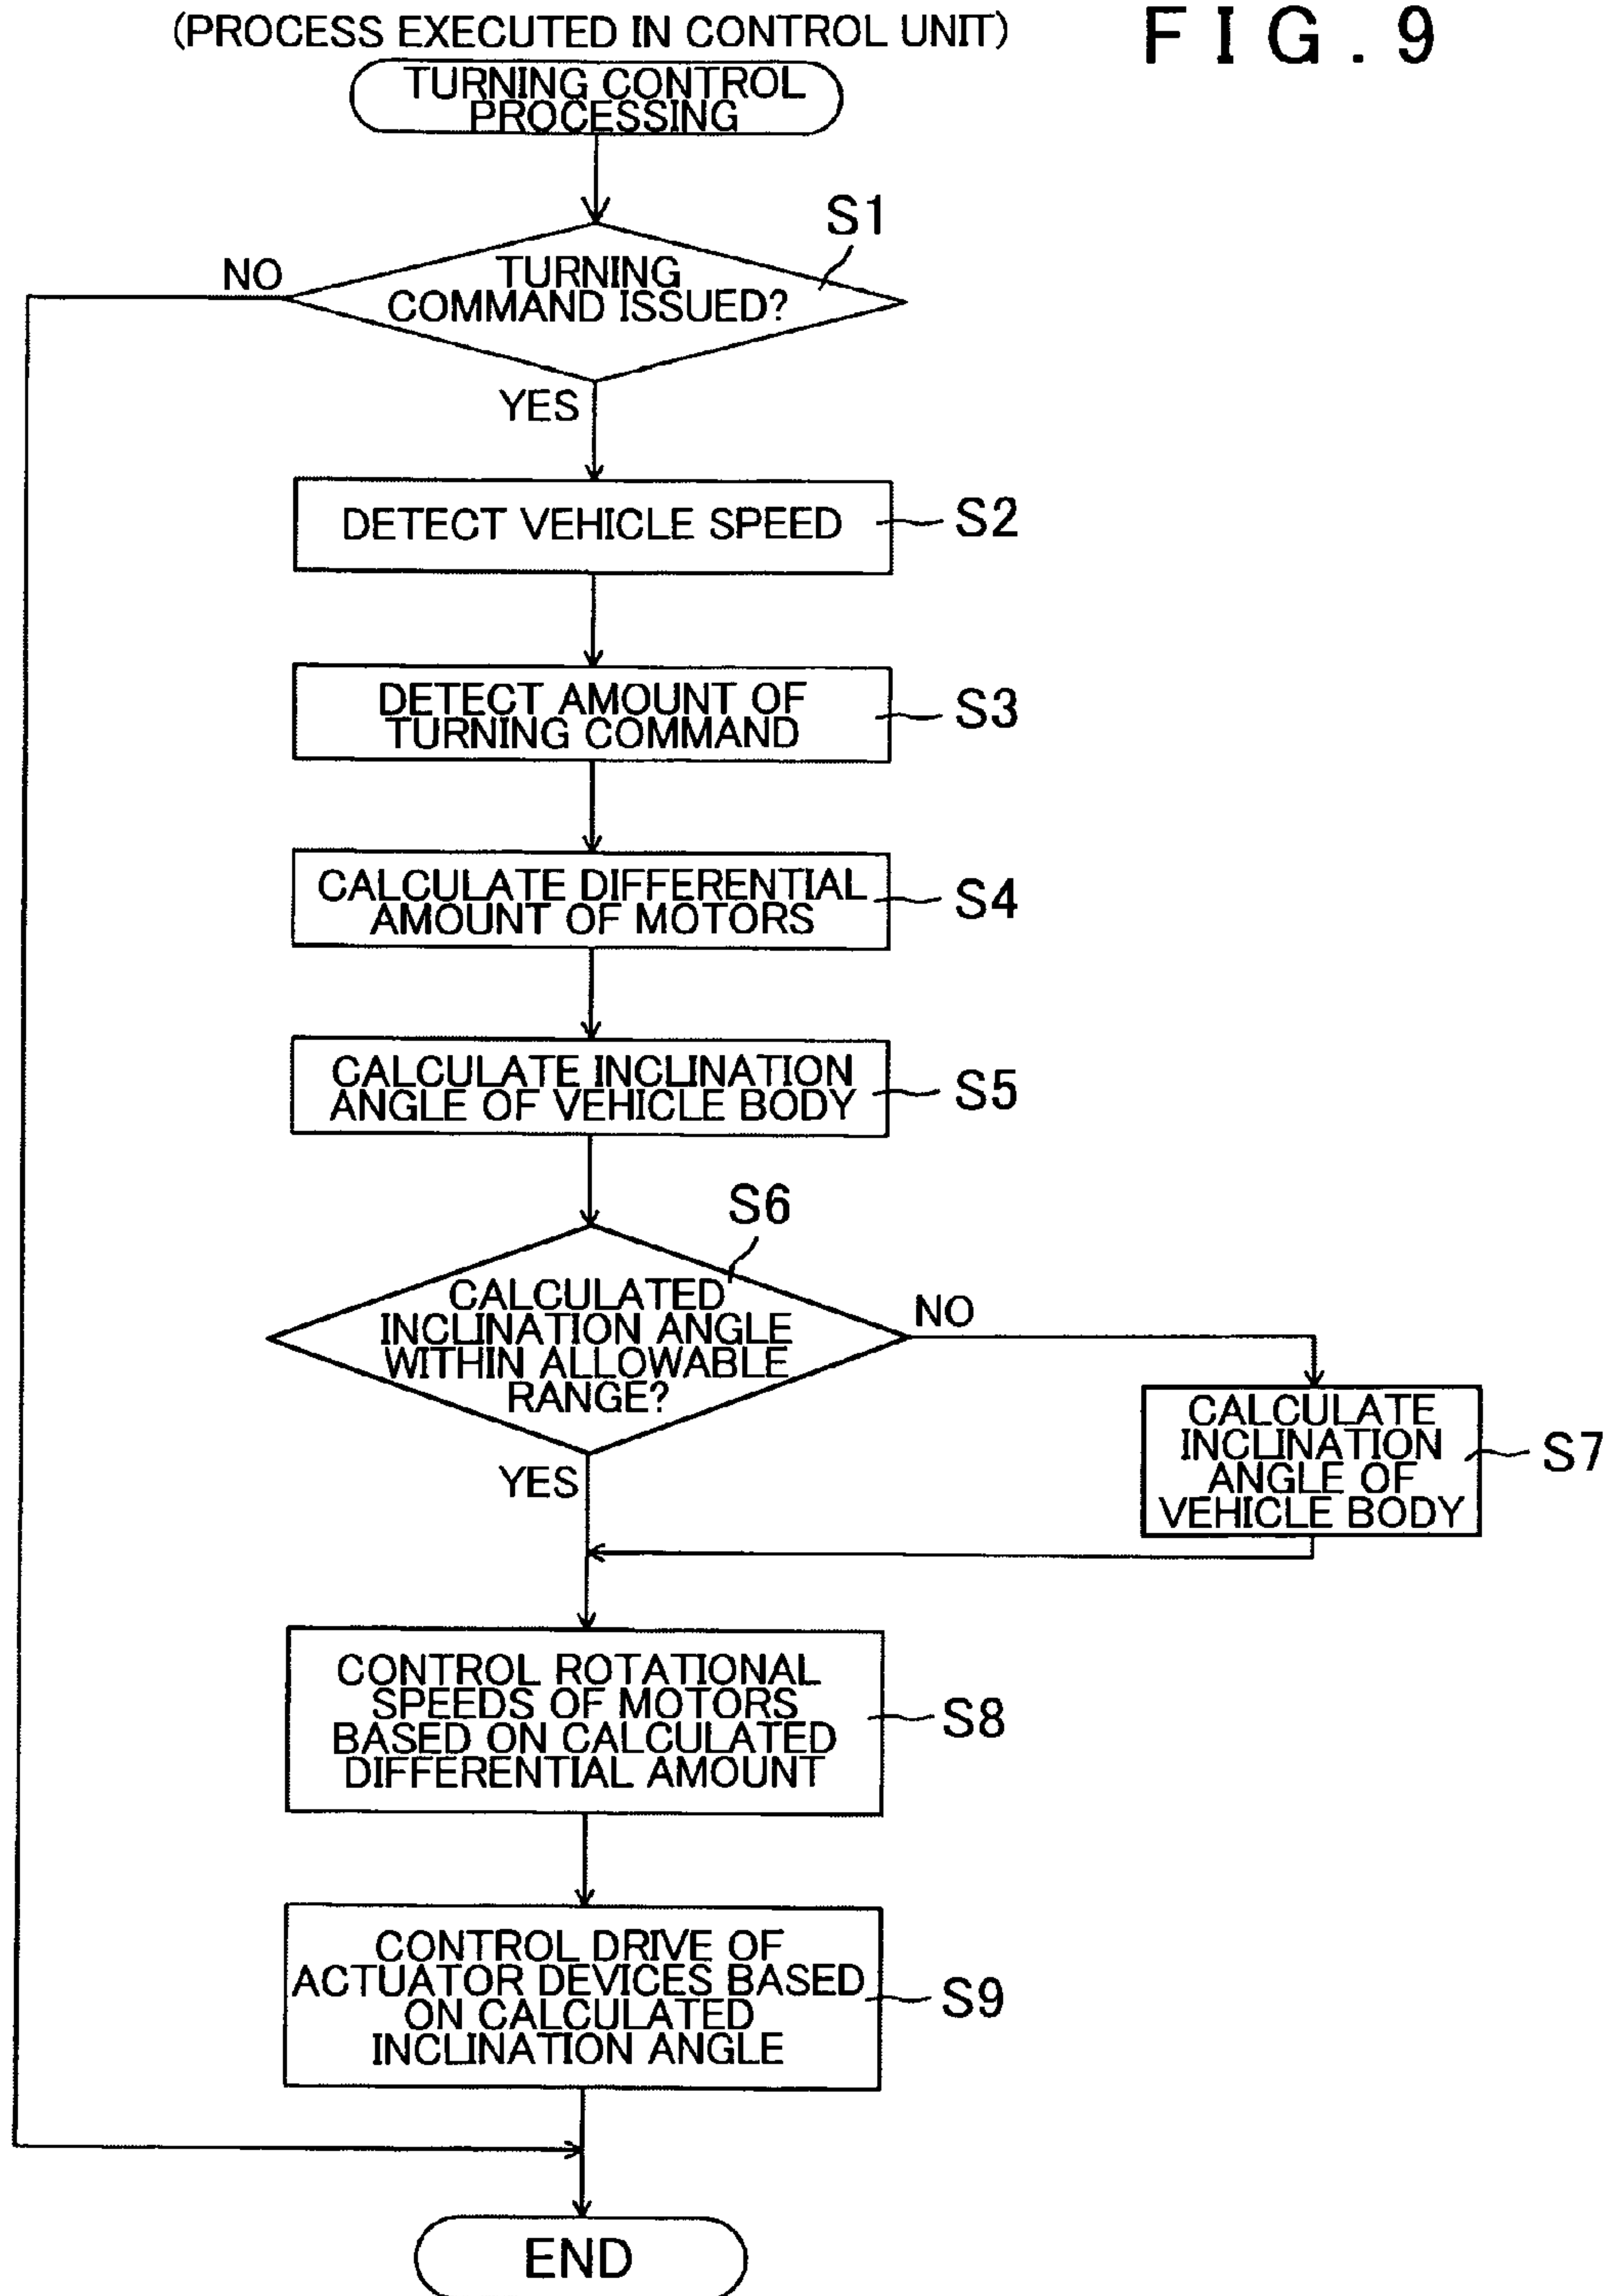 (PROCESS EXECUTED IN CONTROL UNIT)
FIG. 9
TURNING CONTROL
PROCESSING
S1
NO
TURNING
COMMAND ISSUED?
YES
DETECT VEHICLE SPEED
S2
DETECT AMOUNT OF
TURNING COMMAND
S3
CALCULATE DIFFERENTIAL
AMOUNT OF MOTORS
S4
CALCULATE INCLINATION
ANGLE OF VEHICLE BODY
S5
S6
CALCULATED
INCLINATION ANGLE
WITHIN ALLOWABLE
RANGE?
NO
YES
CALCULATE
INCLINATION
ANGLE OF
VEHICLE BODY
S7
CONTROL ROTATIONAL
SPEEDS OF MOTORS
BASED ON CALCULATED
DIFFERENTIAL AMOUNT
S8
CONTROL DRIVE OF
ACTUATOR DEVICES BASED
ON CALCULATED
INCLINATION ANGLE
S9
END